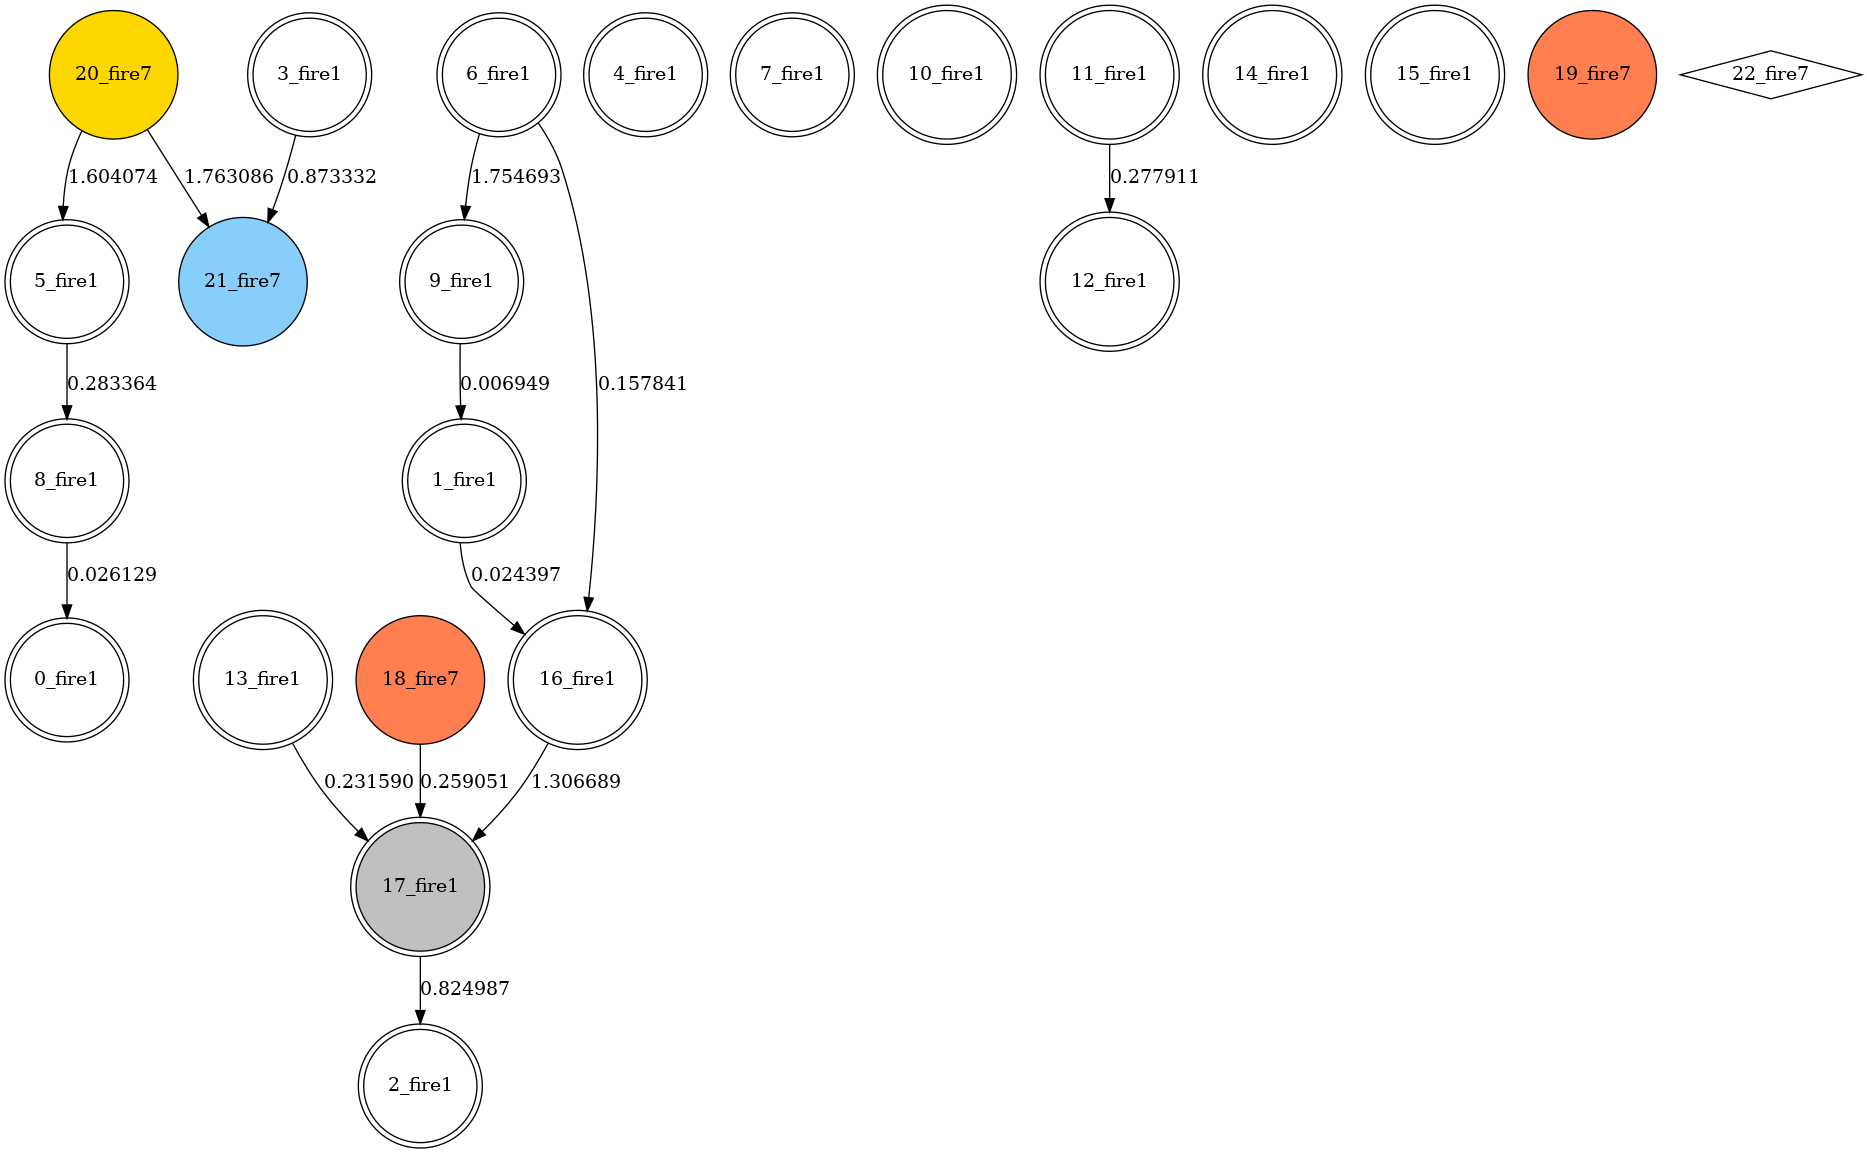 20_fire7
3_fire1
6_fire1
4_fire1
7_fire1
10_fire1
11_fire1
14_fire1
15_fire1
19_fire7
22_fire7
1.604074
1.763086
0.873332
1.754693
0.277911
5_fire1
21_fire7
9_fire1
12_fire1
0.283364
0.006949
0.157841
8_fire1
1_fire1
0.026129
0.024397
0_fire1
13_fire1
18_fire7
16_fire1
0.231590
0.259051
1.306689
17_fire1
0.824987
2_fire1